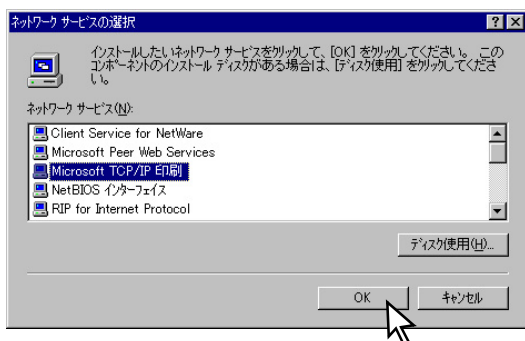 ネットワーク サービスの選択
インストールしたいネットワーク サービスをクリックして、[OK] をクリックしてください。 この
コンポーネントのインストール ディスクがある場合は、[ディスク使用] をクリックしてくださ
い。
ネットワーク サービス(N):
Client Service for NetWare
Microsoft Peer Web Services
Microsoft TCP/IP 印刷
NetBIOS インターフェイス
RIP for Internet Protocol
ディスク使用(H)...
OK
キャンセル